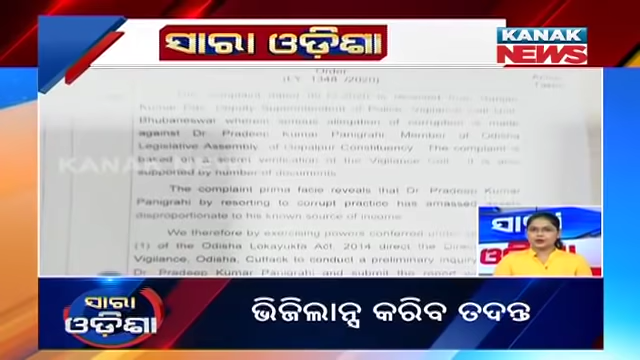 ସାରା ଓଡ଼ିଶା
KANAK
NEWS
Order
against Dr Pradeep Kumar Panigrahi Member of Odisha
Legislative Assembly of Gopalpur Constituency. The complaint is
based on a secret verification of the Vigilance Cell. It is also
supported by number of documents.
The complaint prima facie reveals that Dr Pradeep Kumar
Panigrahi by resorting to corrupt practice has amassed assets
disproportionate to his known source of income.
We therefore by exercising powers conferred under
(1) of the Odisha Lokayukta Act, 2014 direct the
Vigilance, Odisha, Cuttack to conduct a preliminary inquiry
Dr Pradeep Kumar Panigrahi and submit the report
KANAK NEWS
ସାରା
ଓଡ଼ିଶା
ଭିଜିଲାନ୍ସ କରିବ ତଦନ୍ତ